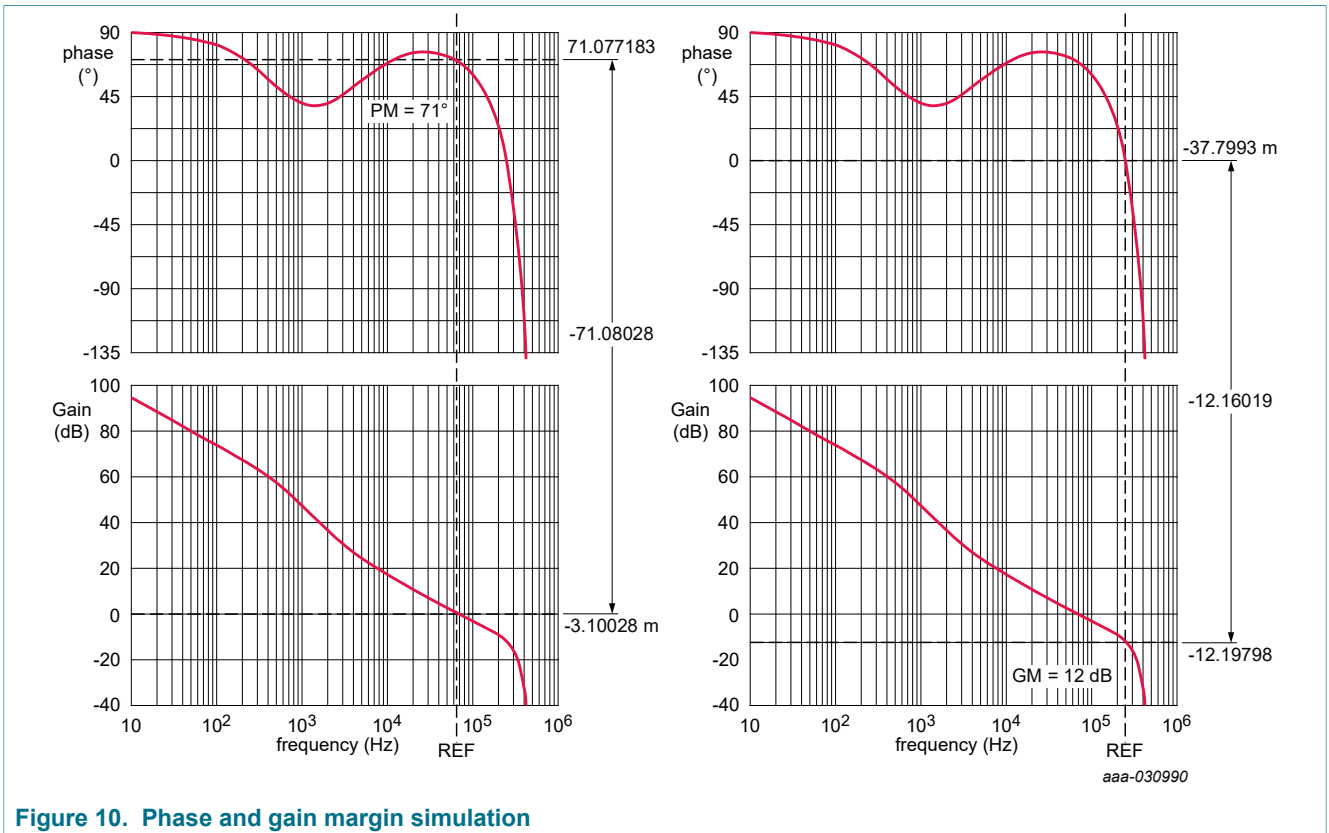 90
phase
(°)
45
0
-45
-90
-135
PM = 71°
71.077183
-71.08028
100
Gain
(dB)
80
60
40
20
0
-20
-40
-3.10028 m
10 10² 10³ 10⁴ 10⁵ 10⁶
frequency (Hz)
REF
90
phase
(°)
45
0
-45
-90
-135
-37.7993 m
-12.16019
100
Gain
(dB)
80
60
40
20
0
-20
-40
GM = 12 dB
-12.19798
10 10² 10³ 10⁴ 10⁵ 10⁶
frequency (Hz)
REF
aaa-030990
Figure 10. Phase and gain margin simulation